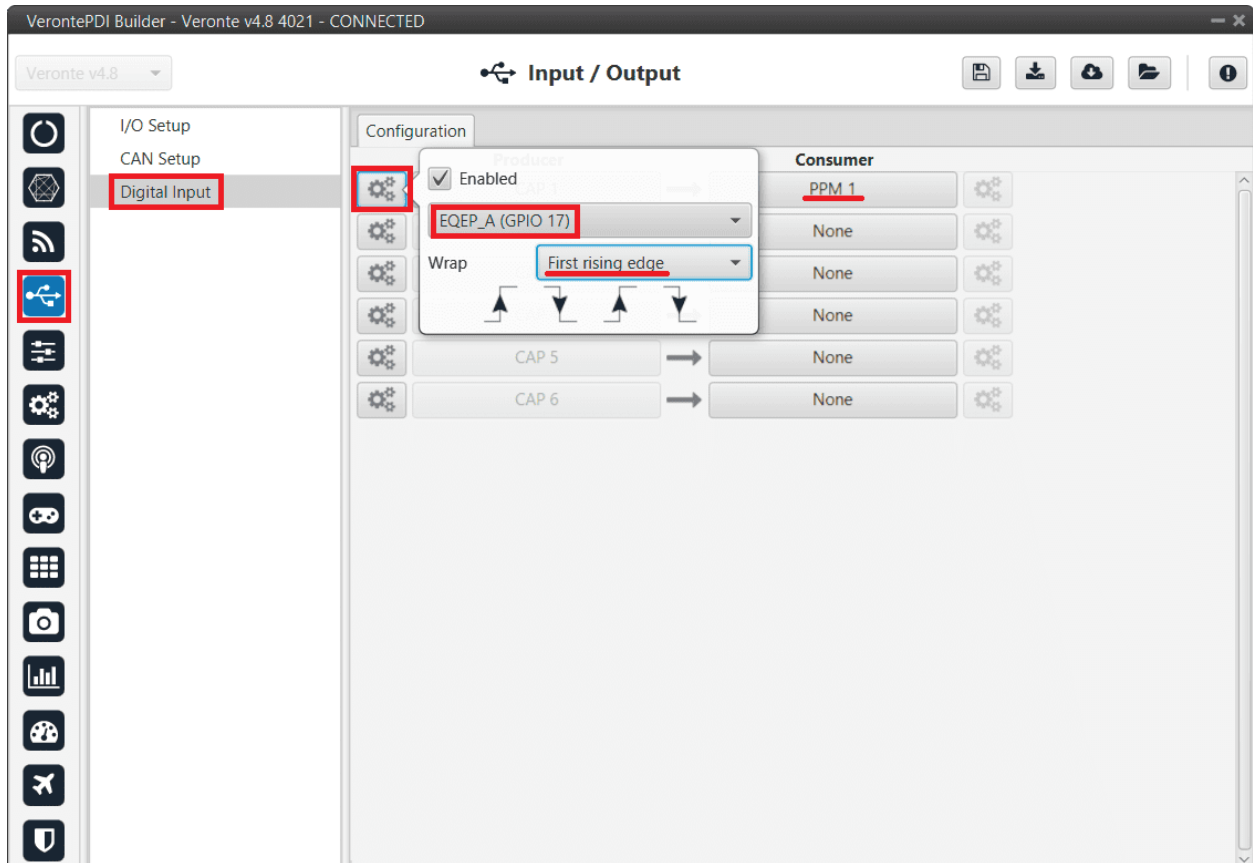 VerontePDI Builder - Veronte v4.8 4021 - CONNECTED
Veronte v4.8
Input / Output
I/O Setup
CAN Setup
Digital Input
Configuration
Producer
Consumer
Enabled
CAP 1
PPM 1
EQEP_A (GPIO 17)
None
Wrap
First rising edge
None
None
CAP 5
None
CAP 6
None